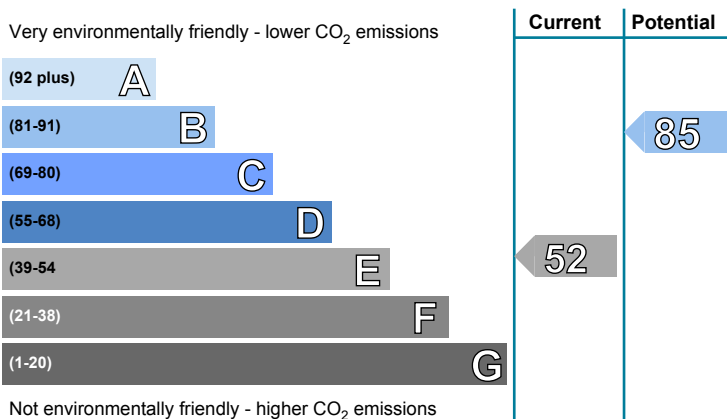 Very environmentally friendly - lower CO2 emissions
Current
Potential
(92 plus) A
(81-91) B
(69-80) C
(55-68) D
(39-54 E
(21-38) F
(1-20) G
85
52
Not environmentally friendly - higher CO2 emissions